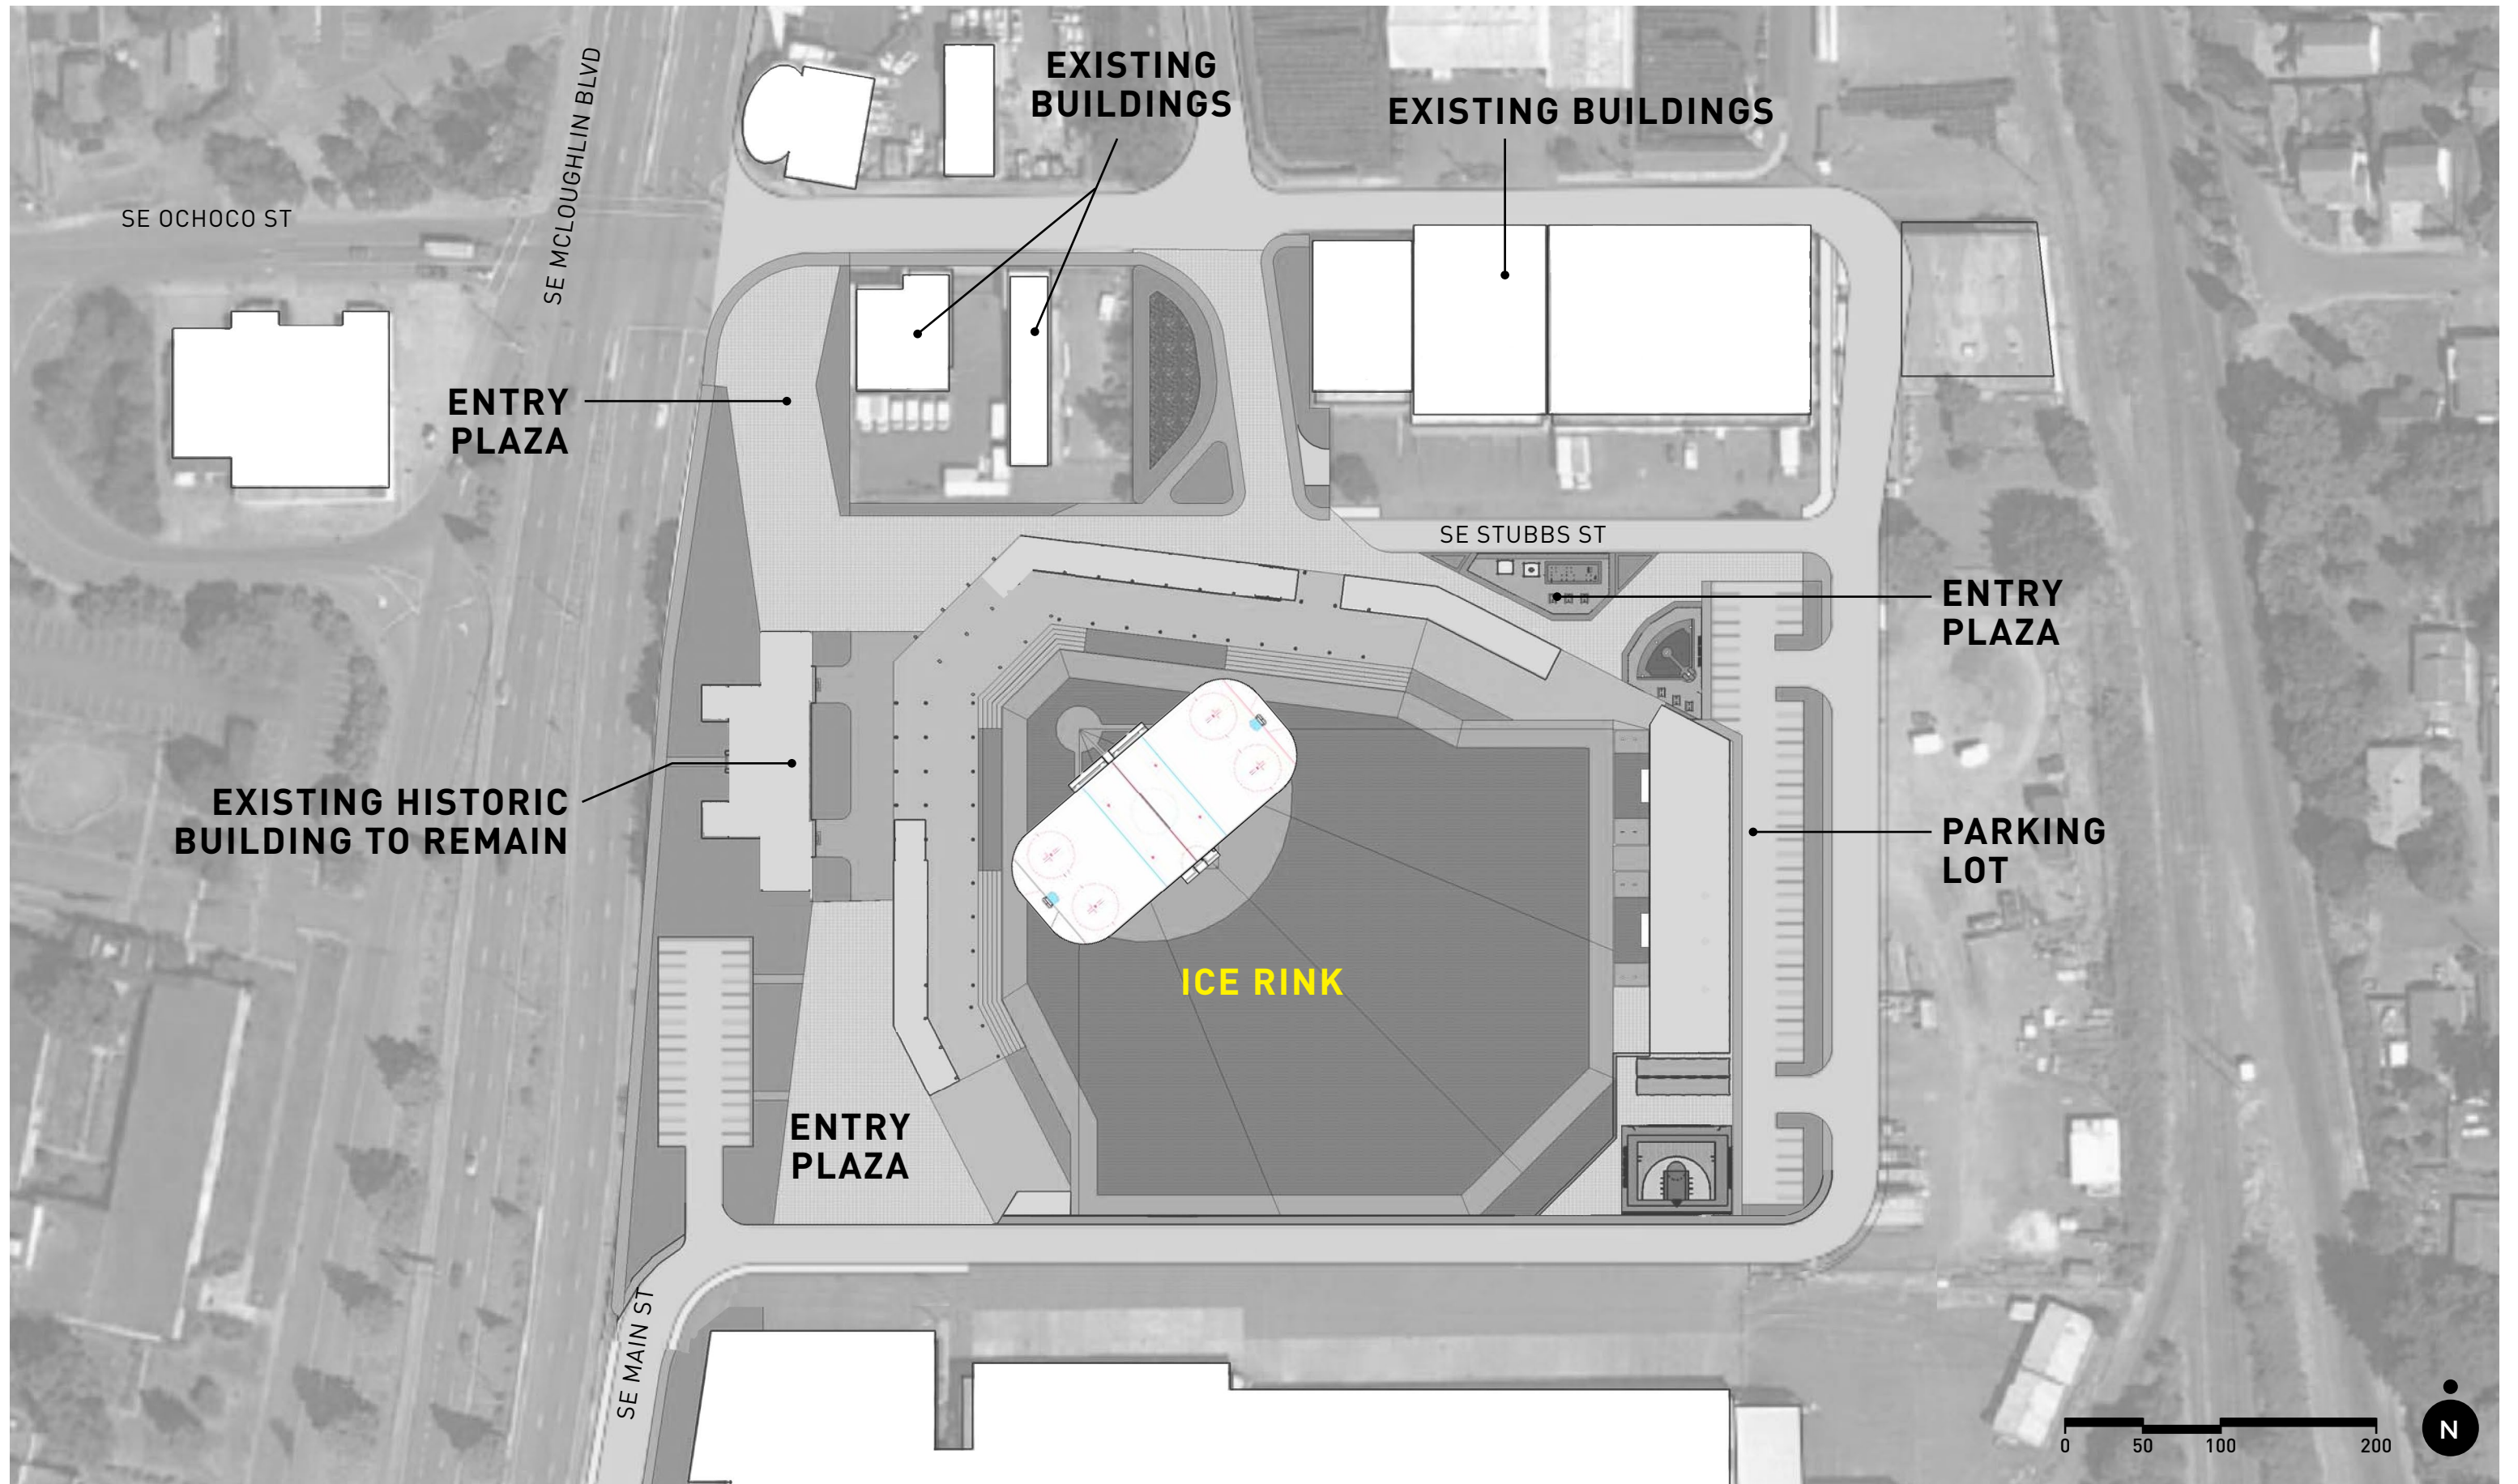 EXISTING
BUILDINGS
EXISTING BUILDINGS
SE MCLOUGHLIN BLVD
SE OCHOCO ST
ENTRY
PLAZA
SE STUBBS ST
ENTRY
PLAZA
EXISTING HISTORIC
BUILDING TO REMAIN
PARKING
LOT
ICE RINK
ENTRY
PLAZA
SE MAIN ST
0 50 100 200
N